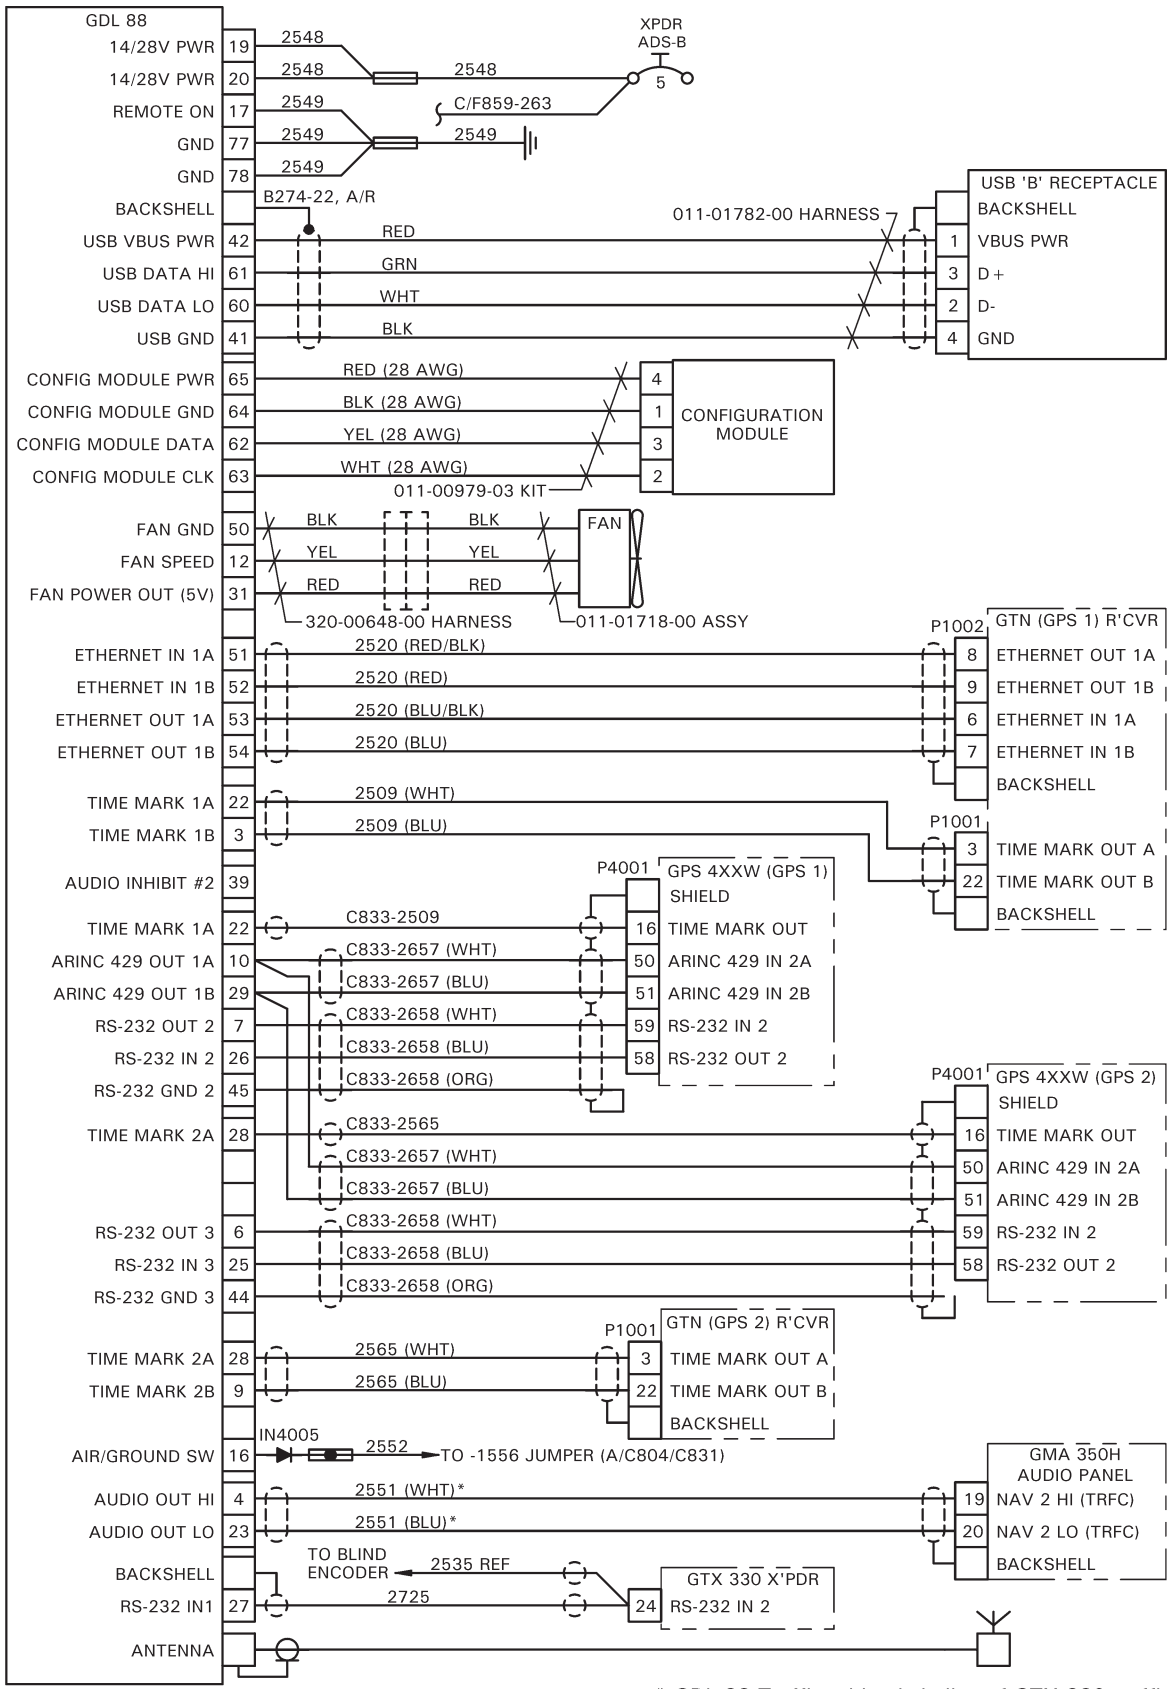 GDL 88
14/28V PWR 19 2548
XPDR
ADS-B
14/28V PWR 20 2548 2548 5
REMOTE ON 17 2549 C/F859-263
GND 77 2549 2549
GND 78 2549
BACKSHELL B274-22, A/R
USB 'B' RECEPTACLE
011-01782-00 HARNESS BACKSHELL
USB VBUS PWR 42 RED 1 VBUS PWR
USB DATA HI 61 GRN 3 D+
USB DATA LO 60 WHT 2 D-
USB GND 41 BLK 4 GND
CONFIG MODULE PWR 65 RED (28 AWG) 4
CONFIG MODULE GND 64 BLK (28 AWG) 1
CONFIGURATION
MODULE
CONFIG MODULE DATA 62 YEL (28 AWG) 3
CONFIG MODULE CLK 63 WHT (28 AWG) 2
011-00979-03 KIT
FAN GND 50 BLK BLK FAN
FAN SPEED 12 YEL YEL
FAN POWER OUT (5V) 31 RED RED
320-00648-00 HARNESS 011-01718-00 ASSY
P1002 GTN (GPS 1) R'CVR
ETHERNET IN 1A 51 2520 (RED/BLK) 8 ETHERNET OUT 1A
ETHERNET IN 1B 52 2520 (RED) 9 ETHERNET OUT 1B
ETHERNET OUT 1A 53 2520 (BLU/BLK) 6 ETHERNET IN 1A
ETHERNET OUT 1B 54 2520 (BLU) 7 ETHERNET IN 1B
BACKSHELL
TIME MARK 1A 22 2509 (WHT)
TIME MARK 1B 3 2509 (BLU)
P1001
3 TIME MARK OUT A
22 TIME MARK OUT B
BACKSHELL
AUDIO INHIBIT #2 39
P4001 GPS 4XXW (GPS 1)
SHIELD
TIME MARK 1A 22 C833-2509 16 TIME MARK OUT
ARINC 429 OUT 1A 10 C833-2657 (WHT) 50 ARINC 429 IN 2A
ARINC 429 OUT 1B 29 C833-2657 (BLU) 51 ARINC 429 IN 2B
RS-232 OUT 2 7 C833-2658 (WHT) 59 RS-232 IN 2
RS-232 IN 2 26 C833-2658 (BLU) 58 RS-232 OUT 2
RS-232 GND 2 45 C833-2658 (ORG)
P4001 GPS 4XXW (GPS 2)
SHIELD
TIME MARK 2A 28 C833-2565 16 TIME MARK OUT
C833-2657 (WHT) 50 ARINC 429 IN 2A
C833-2657 (BLU) 51 ARINC 429 IN 2B
RS-232 OUT 3 6 C833-2658 (WHT) 59 RS-232 IN 2
RS-232 IN 3 25 C833-2658 (BLU) 58 RS-232 OUT 2
RS-232 GND 3 44 C833-2658 (ORG)
P1001 GTN (GPS 2) R'CVR
TIME MARK 2A 28 2565 (WHT) 3 TIME MARK OUT A
TIME MARK 2B 9 2565 (BLU) 22 TIME MARK OUT B
BACKSHELL
IN4005
AIR/GROUND SW 16 2552 TO -1556 JUMPER (A/C804/C831)
GMA 350H
AUDIO PANEL
AUDIO OUT HI 4 2551 (WHT)* 19 NAV 2 HI (TRFC)
AUDIO OUT LO 23 2551 (BLU)* 20 NAV 2 LO (TRFC)
BACKSHELL
TO BLIND
ENCODER 2535 REF
BACKSHELL
GTX 330 X'PDR
RS-232 IN1 27 2725 24 RS-232 IN 2
ANTENNA